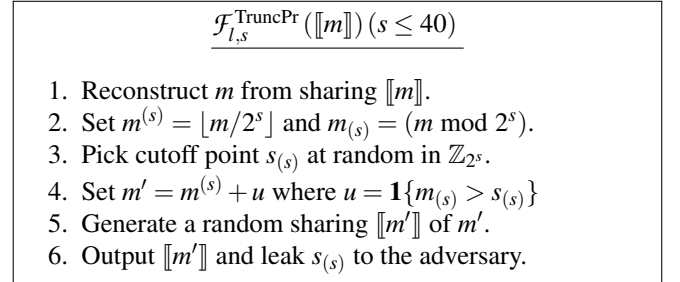 𝓕_{l,s}^{TruncPr}(⟦m⟧) (s ≤ 40)
1. Reconstruct m from sharing ⟦m⟧.
2. Set m^{(s)} = ⌊m/2^s⌋ and m_{(s)} = (m mod 2^s).
3. Pick cutoff point s_{(s)} at random in ℤ_{2^s}.
4. Set m′ = m^{(s)} + u where u = 𝟏{m_{(s)} > s_{(s)}}
5. Generate a random sharing ⟦m′⟧ of m′.
6. Output ⟦m′⟧ and leak s_{(s)} to the adversary.